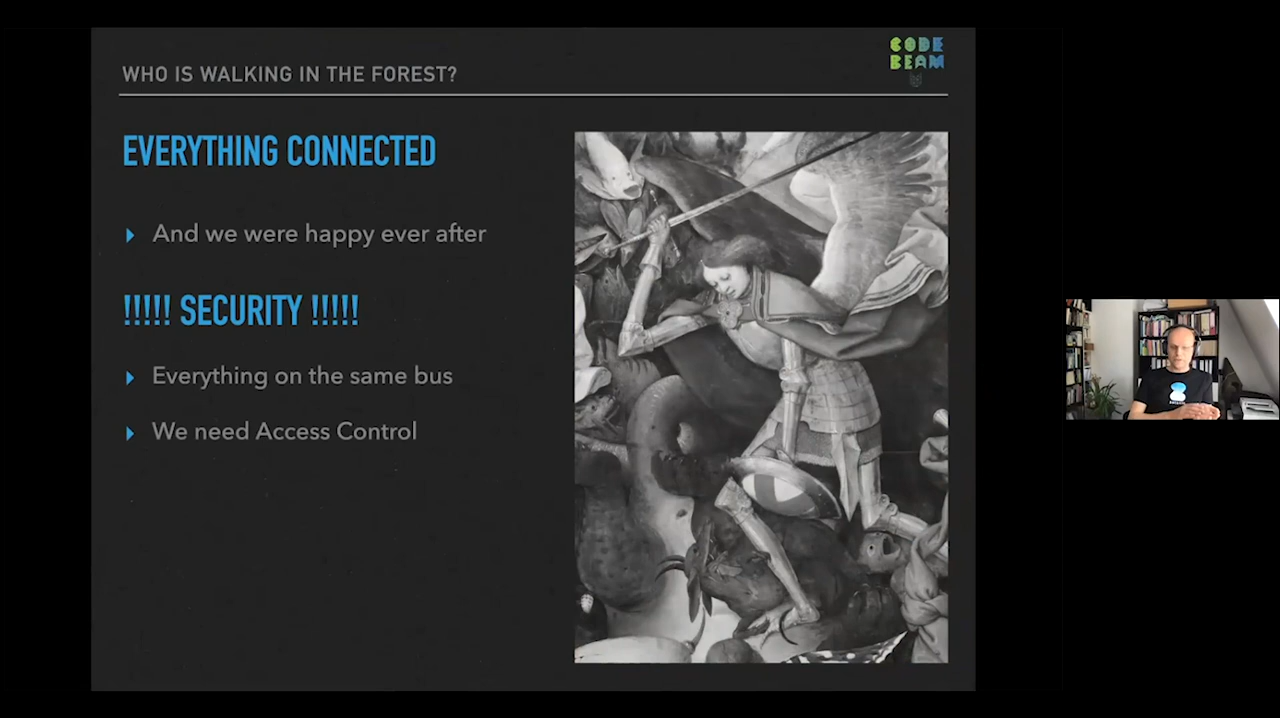 WHO IS WALKING IN THE FOREST?
CODE
BEAM
EVERYTHING CONNECTED
And we were happy ever after
!!!!! SECURITY !!!!!
Everything on the same bus
We need Access Control